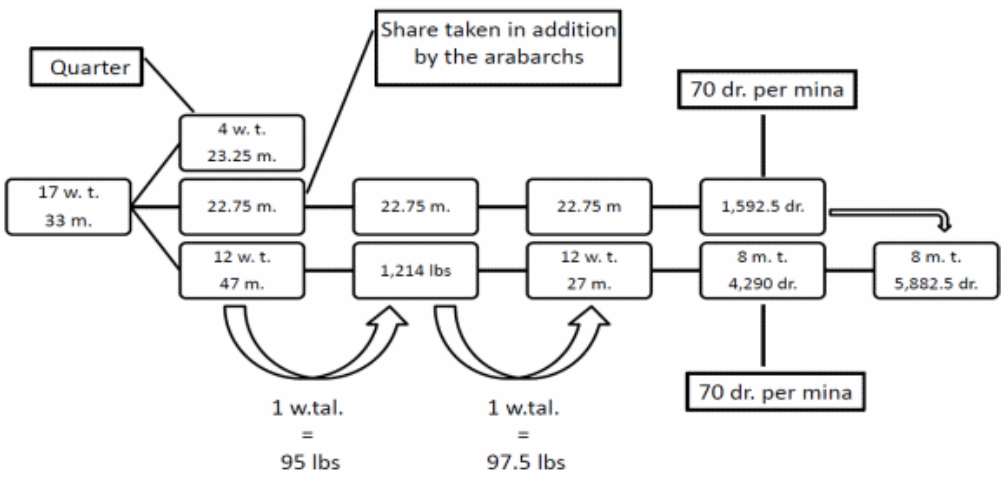 Share taken in addition
by the arabarchs
Quarter
70 dr. per mina
4 w. t.
23.25 m.
17 w. t.
33 m.
22.75 m.
22.75 m.
22.75 m
1,592.5 dr.
12 w. t.
47 m.
1,214 lbs
12 w. t.
27 m.
8 m. t.
4,290 dr.
8 m. t.
5,882.5 dr.
70 dr. per mina
1 w.tal.
=
95 lbs
1 w.tal.
=
97.5 lbs